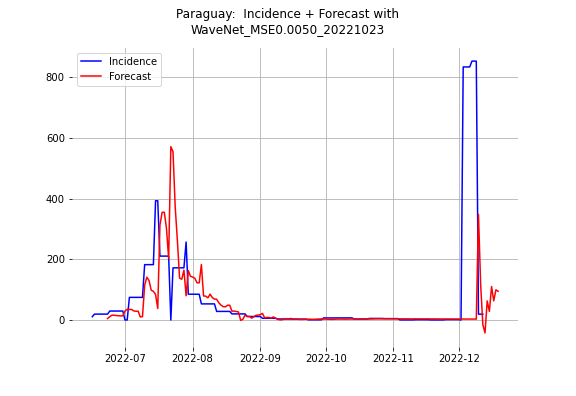 Paraguay:  Incidence + Forecast with
WaveNet_MSE0.0050_20221023
Incidence
Forecast
800
600
400
200
0
2022-07
2022-08
2022-09
2022-10
2022-11
2022-12